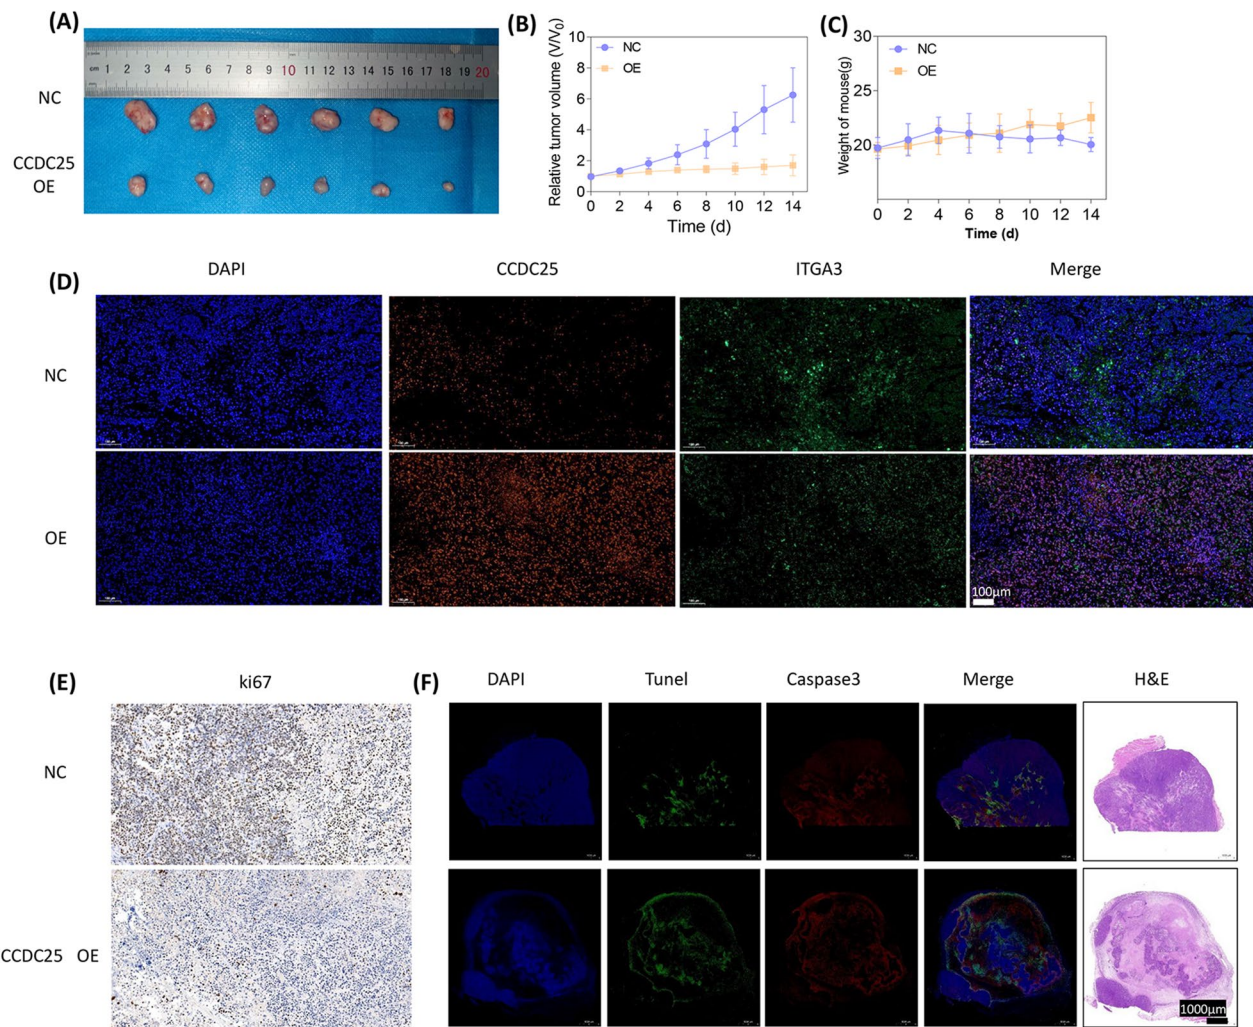 (A)
cm 1 2 3 4 5 6 7 8 9 10 11 12 13 14 15 16 17 18 19 20
NC
CCDC25
OE
(B)
Relative tumor volume (V/V₀)
10
8
6
4
2
0
NC
OE
0 2 4 6 8 10 12 14
Time (d)
(C)
Weight of mouse(g)
30
25
20
15
NC
OE
0 2 4 6 8 10 12 14
Time (d)
(D)
DAPI CCDC25 ITGA3 Merge
NC
OE
100μm
(E)
ki67
NC
CCDC25 OE
(F)
DAPI Tunel Caspase3 Merge H&E
1000μm